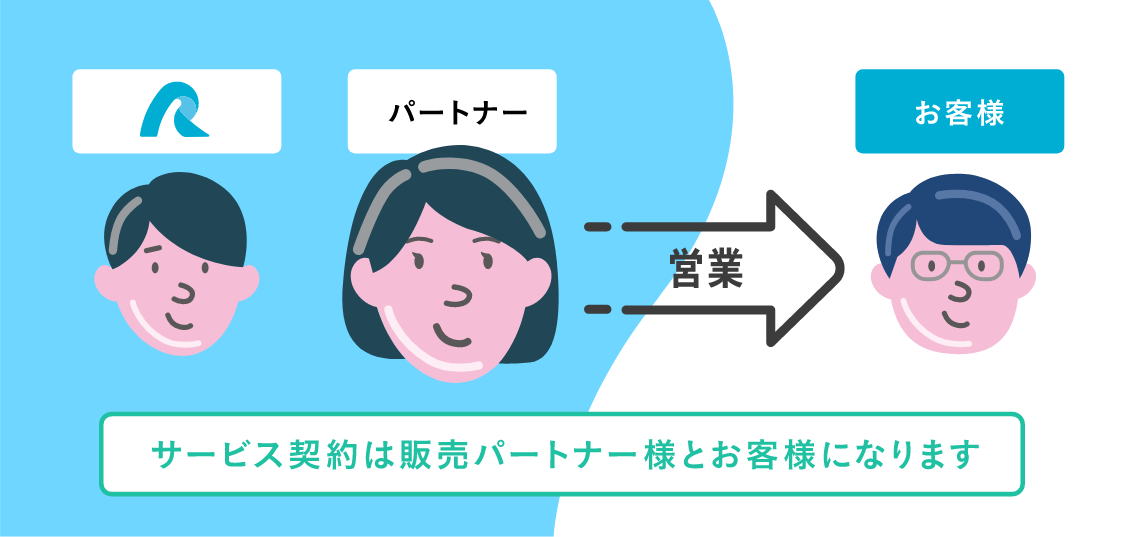 パートナー
お客様
営業
サービス契約は販売パートナー様とお客様になります